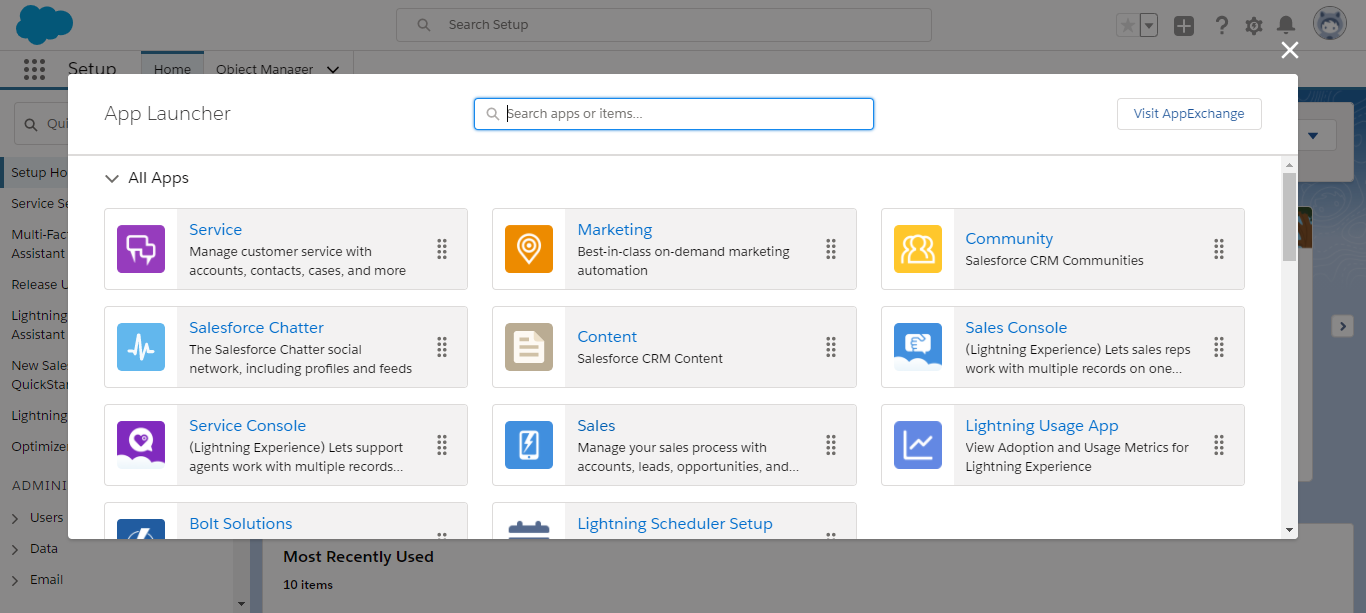 Search Setup
Setup
Home
Object Manager
App Launcher
Search apps or items...
Visit AppExchange
All Apps
Service
Manage customer service with
accounts, contacts, cases, and more
Marketing
Best-in-class on-demand marketing
automation
Community
Salesforce CRM Communities
Salesforce Chatter
The Salesforce Chatter social
network, including profiles and feeds
Content
Salesforce CRM Content
Sales Console
(Lightning Experience) Lets sales reps
work with multiple records on one...
Service Console
(Lightning Experience) Lets support
agents work with multiple records...
Sales
Manage your sales process with
accounts, leads, opportunities, and...
Lightning Usage App
View Adoption and Usage Metrics for
Lightning Experience
Bolt Solutions
Lightning Scheduler Setup
Qui
Setup Ho
Service Se
Multi-Fac
Assistant
Release U
Lightning
Assistant
New Sale
QuickStar
Lightning
Optimize
ADMINI
Users
Data
Email
Most Recently Used
10 items